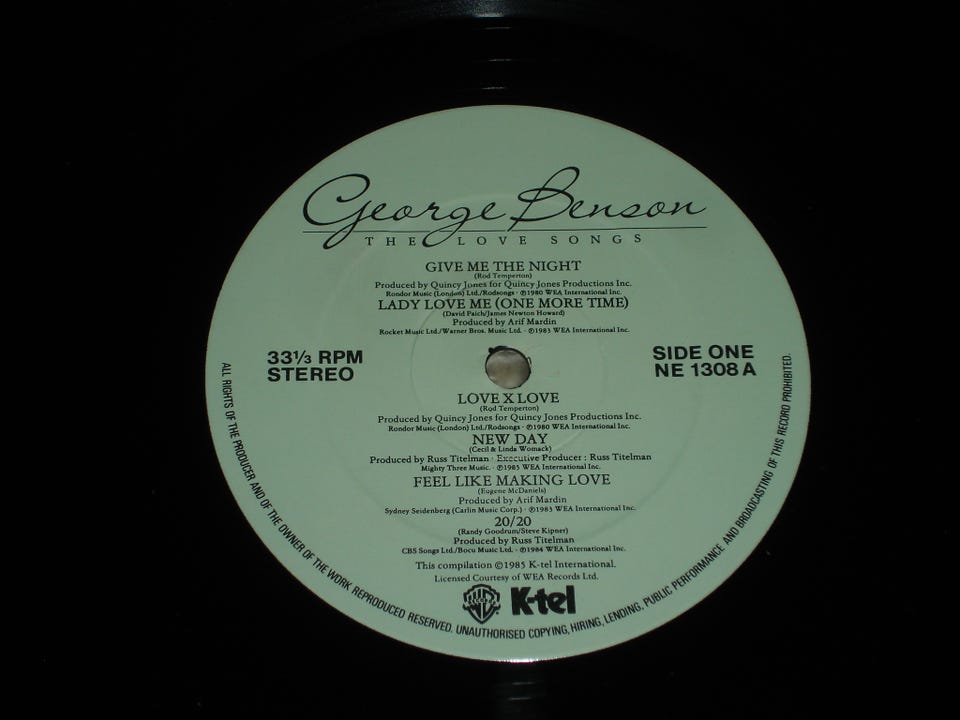 George Benson
THE LOVE SONGS
GIVE ME THE NIGHT
(Rod Temperton)
Produced by Quincy Jones for Quincy Jones Productions Inc.
Rondor Music (London) Ltd./Rodsongs · ℗1980 WEA International Inc.
LADY LOVE ME (ONE MORE TIME)
(David Paich/James Newton Howard)
Produced by Arif Mardin
Rocket Music Ltd./Warner Bros. Music Ltd. · ℗1983 WEA International Inc.
33⅓ RPM
STEREO
SIDE ONE
NE 1308 A
LOVE X LOVE
(Rod Temperton)
Produced by Quincy Jones for Quincy Jones Productions Inc.
Rondor Music (London) Ltd./Rodsongs · ℗1980 WEA International Inc.
NEW DAY
(Cecil & Linda Womack)
Produced by Russ Titelman · Executive Producer : Russ Titelman
Mighty Three Music. · ℗1985 WEA International Inc.
FEEL LIKE MAKING LOVE
(Eugene McDaniels)
Produced by Arif Mardin
Sydney Seidenberg (Carlin Music Corp.) · ℗1983 WEA International Inc.
20/20
(Randy Goodrum/Steve Kipner)
Produced by Russ Titelman
CBS Songs Ltd./Bocu Music Ltd. · ℗1984 WEA International Inc.
This compilation ©1985 K-tel International.
Licensed Courtesy of WEA Records Ltd.
K-tel
ALL RIGHTS OF THE PRODUCER AND OF THE OWNER OF THE WORK REPRODUCED RESERVED. UNAUTHORISED COPYING, HIRING, LENDING, PUBLIC PERFORMANCE AND BROADCASTING OF THIS RECORD PROHIBITED.